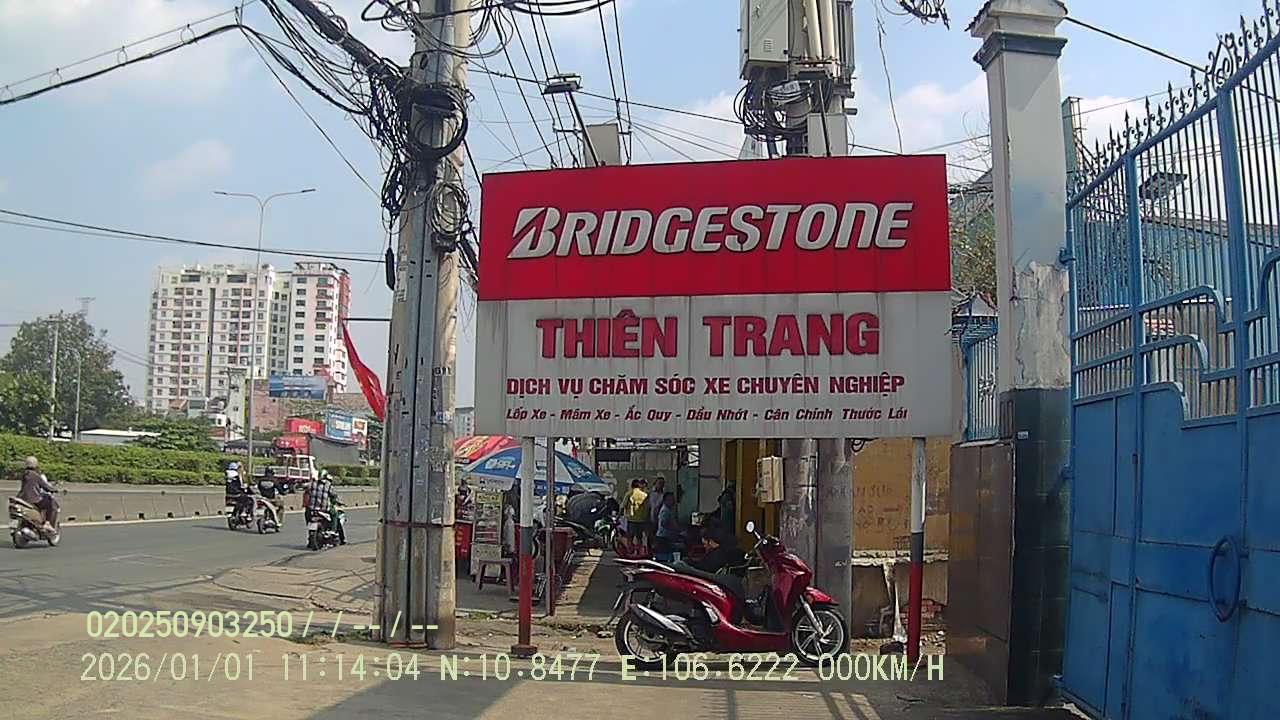 BRIDGESTONE
THIÊN TRANG
DỊCH VỤ CHĂM SÓC XE CHUYÊN NGHIỆP
Lốp Xe - Mâm Xe - Ắc Quy - Dầu Nhớt - Cân Chỉnh Thước Lái
020250903250 / / -- / --
2026/01/01 11:14:04 N:10.8477 E:106.6222 000KM/H